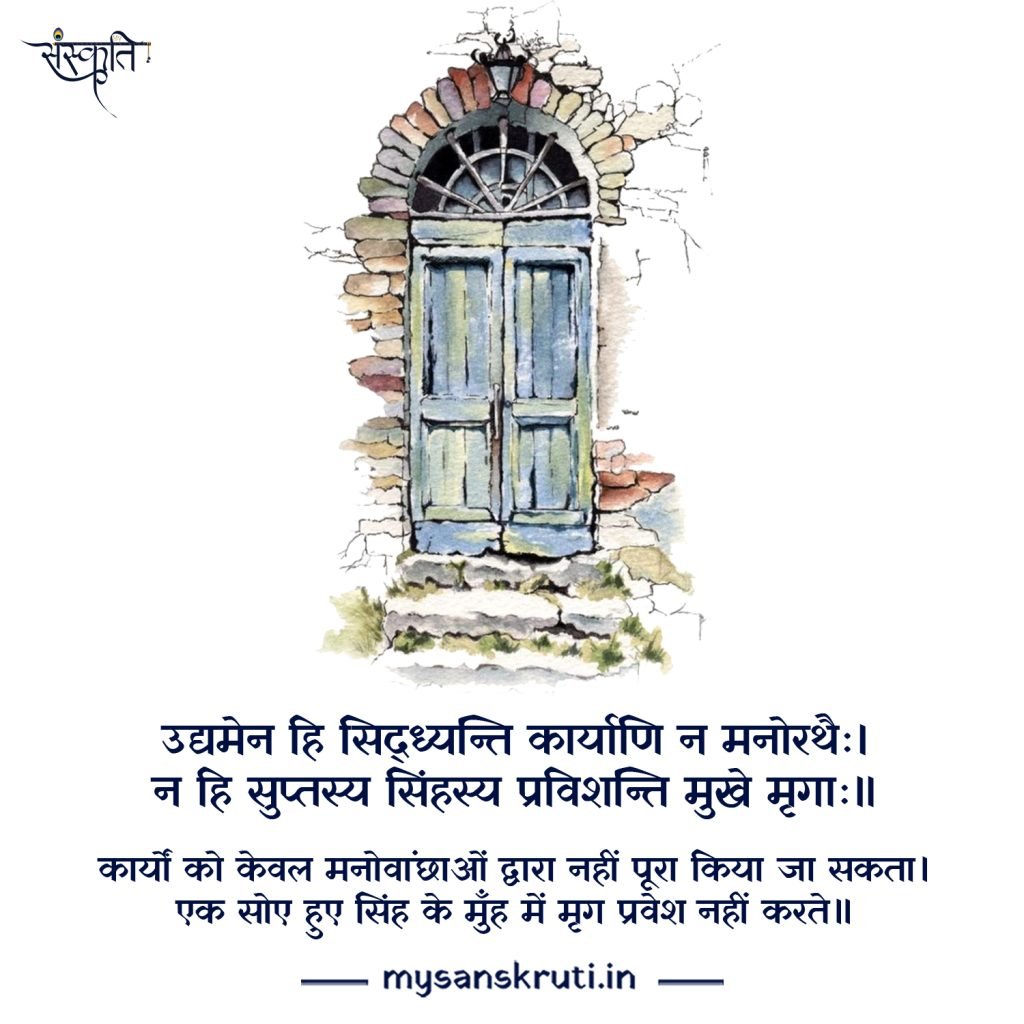 संस्कृति
उद्यमेन हि सिद्ध्यन्ति कार्याणि न मनोरथैः।
न हि सुप्तस्य सिंहस्य प्रविशन्ति मुखे मृगाः॥
कार्यों को केवल मनोवांछाओं द्वारा नहीं पूरा किया जा सकता।
एक सोए हुए सिंह के मुँह में मृग प्रवेश नहीं करते॥
mysanskruti.in